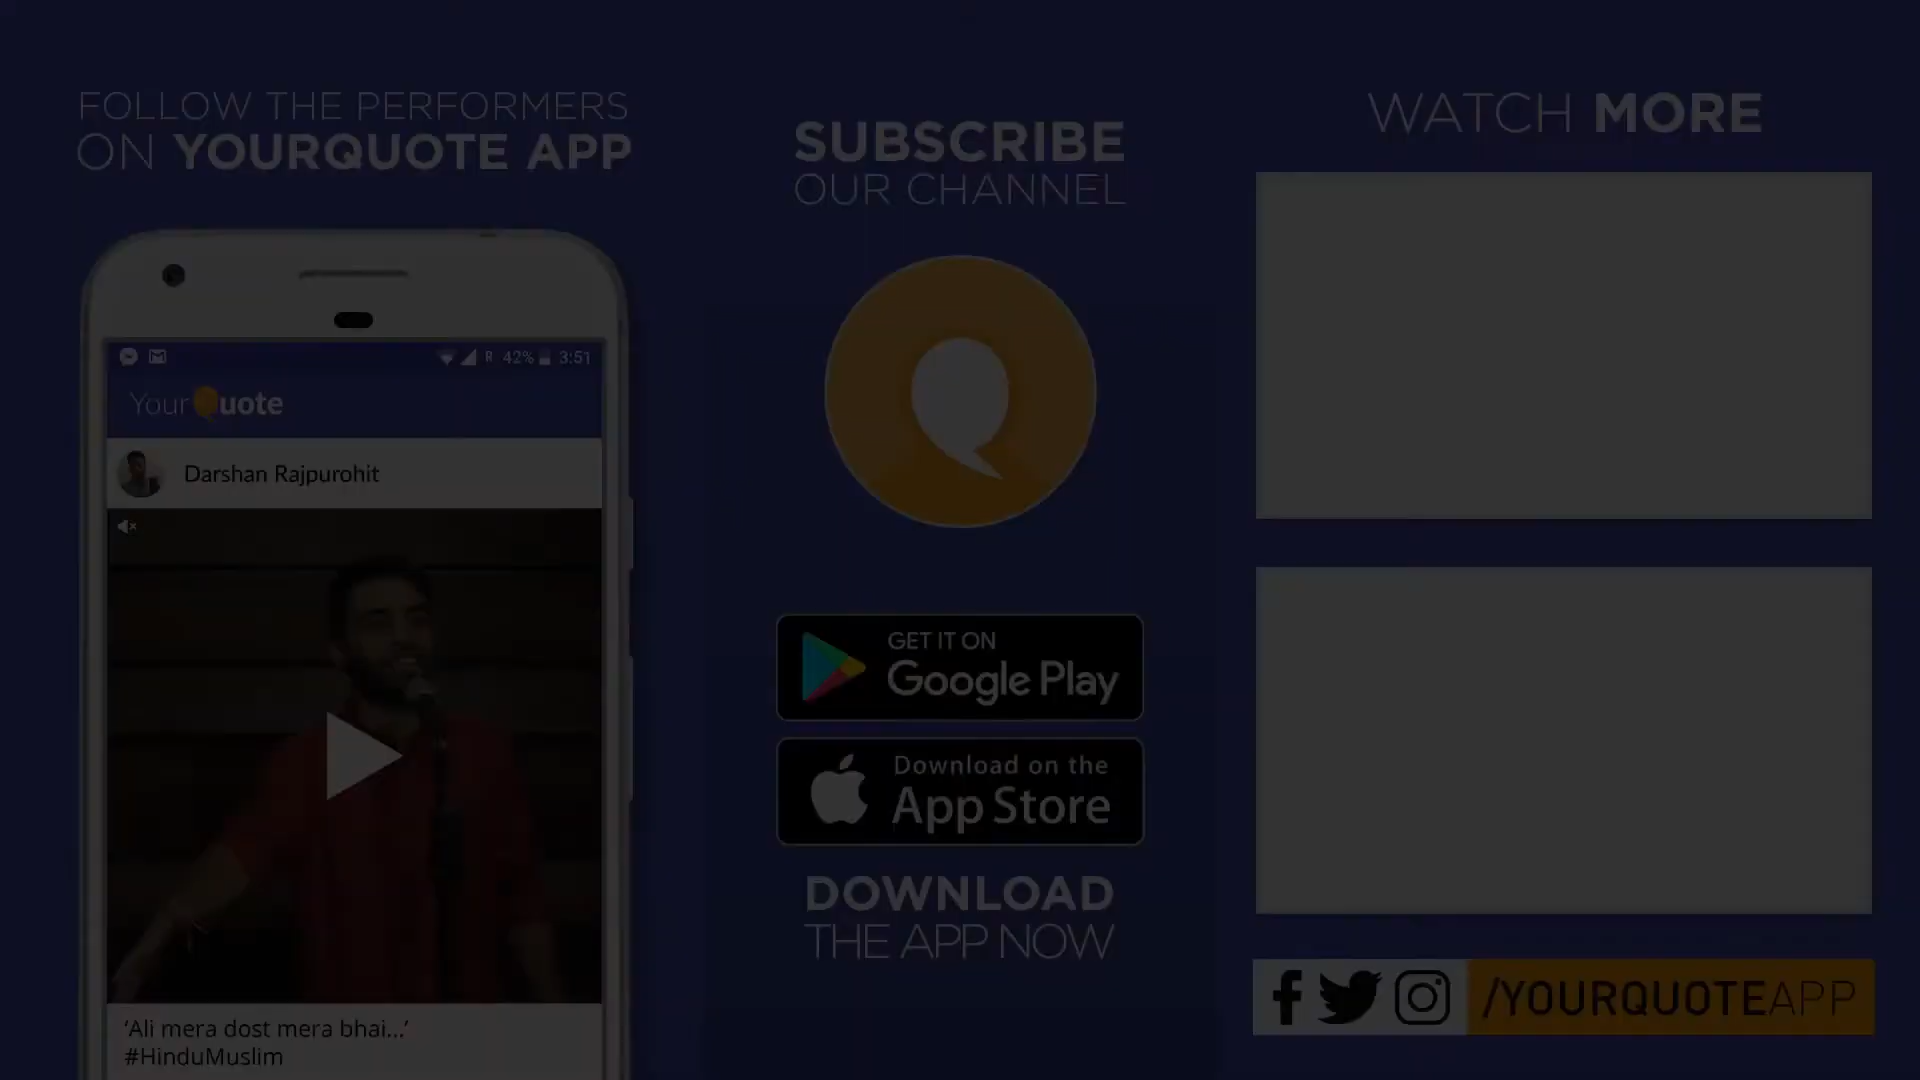 FOLLOW THE PERFORMERS
ON YOURQUOTE APP
R 42% 3:51
YourQuote
Darshan Rajpurohit
'Ali mera dost mera bhai...'
#HinduMuslim
SUBSCRIBE
OUR CHANNEL
GET IT ON
Google Play
Download on the
App Store
DOWNLOAD
THE APP NOW
WATCH MORE
/YOURQUOTEAPP